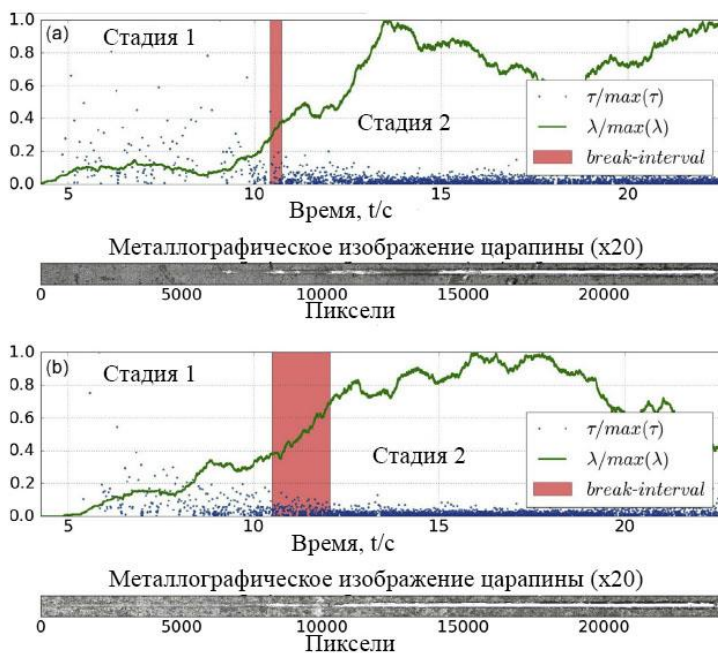 (a) Стадия 1
1.0
0.8
0.6
0.4
0.2
0.0
Стадия 2
τ/max(τ)
λ/max(λ)
break-interval
5 10 15 20
Время, t/с
Металлографическое изображение царапины (x20)
0 5000 10000 15000 20000
Пиксели
(b) Стадия 1
1.0
0.8
0.6
0.4
0.2
0.0
Стадия 2
τ/max(τ)
λ/max(λ)
break-interval
5 10 15 20
Время, t/с
Металлографическое изображение царапины (x20)
0 5000 10000 15000 20000
Пиксели